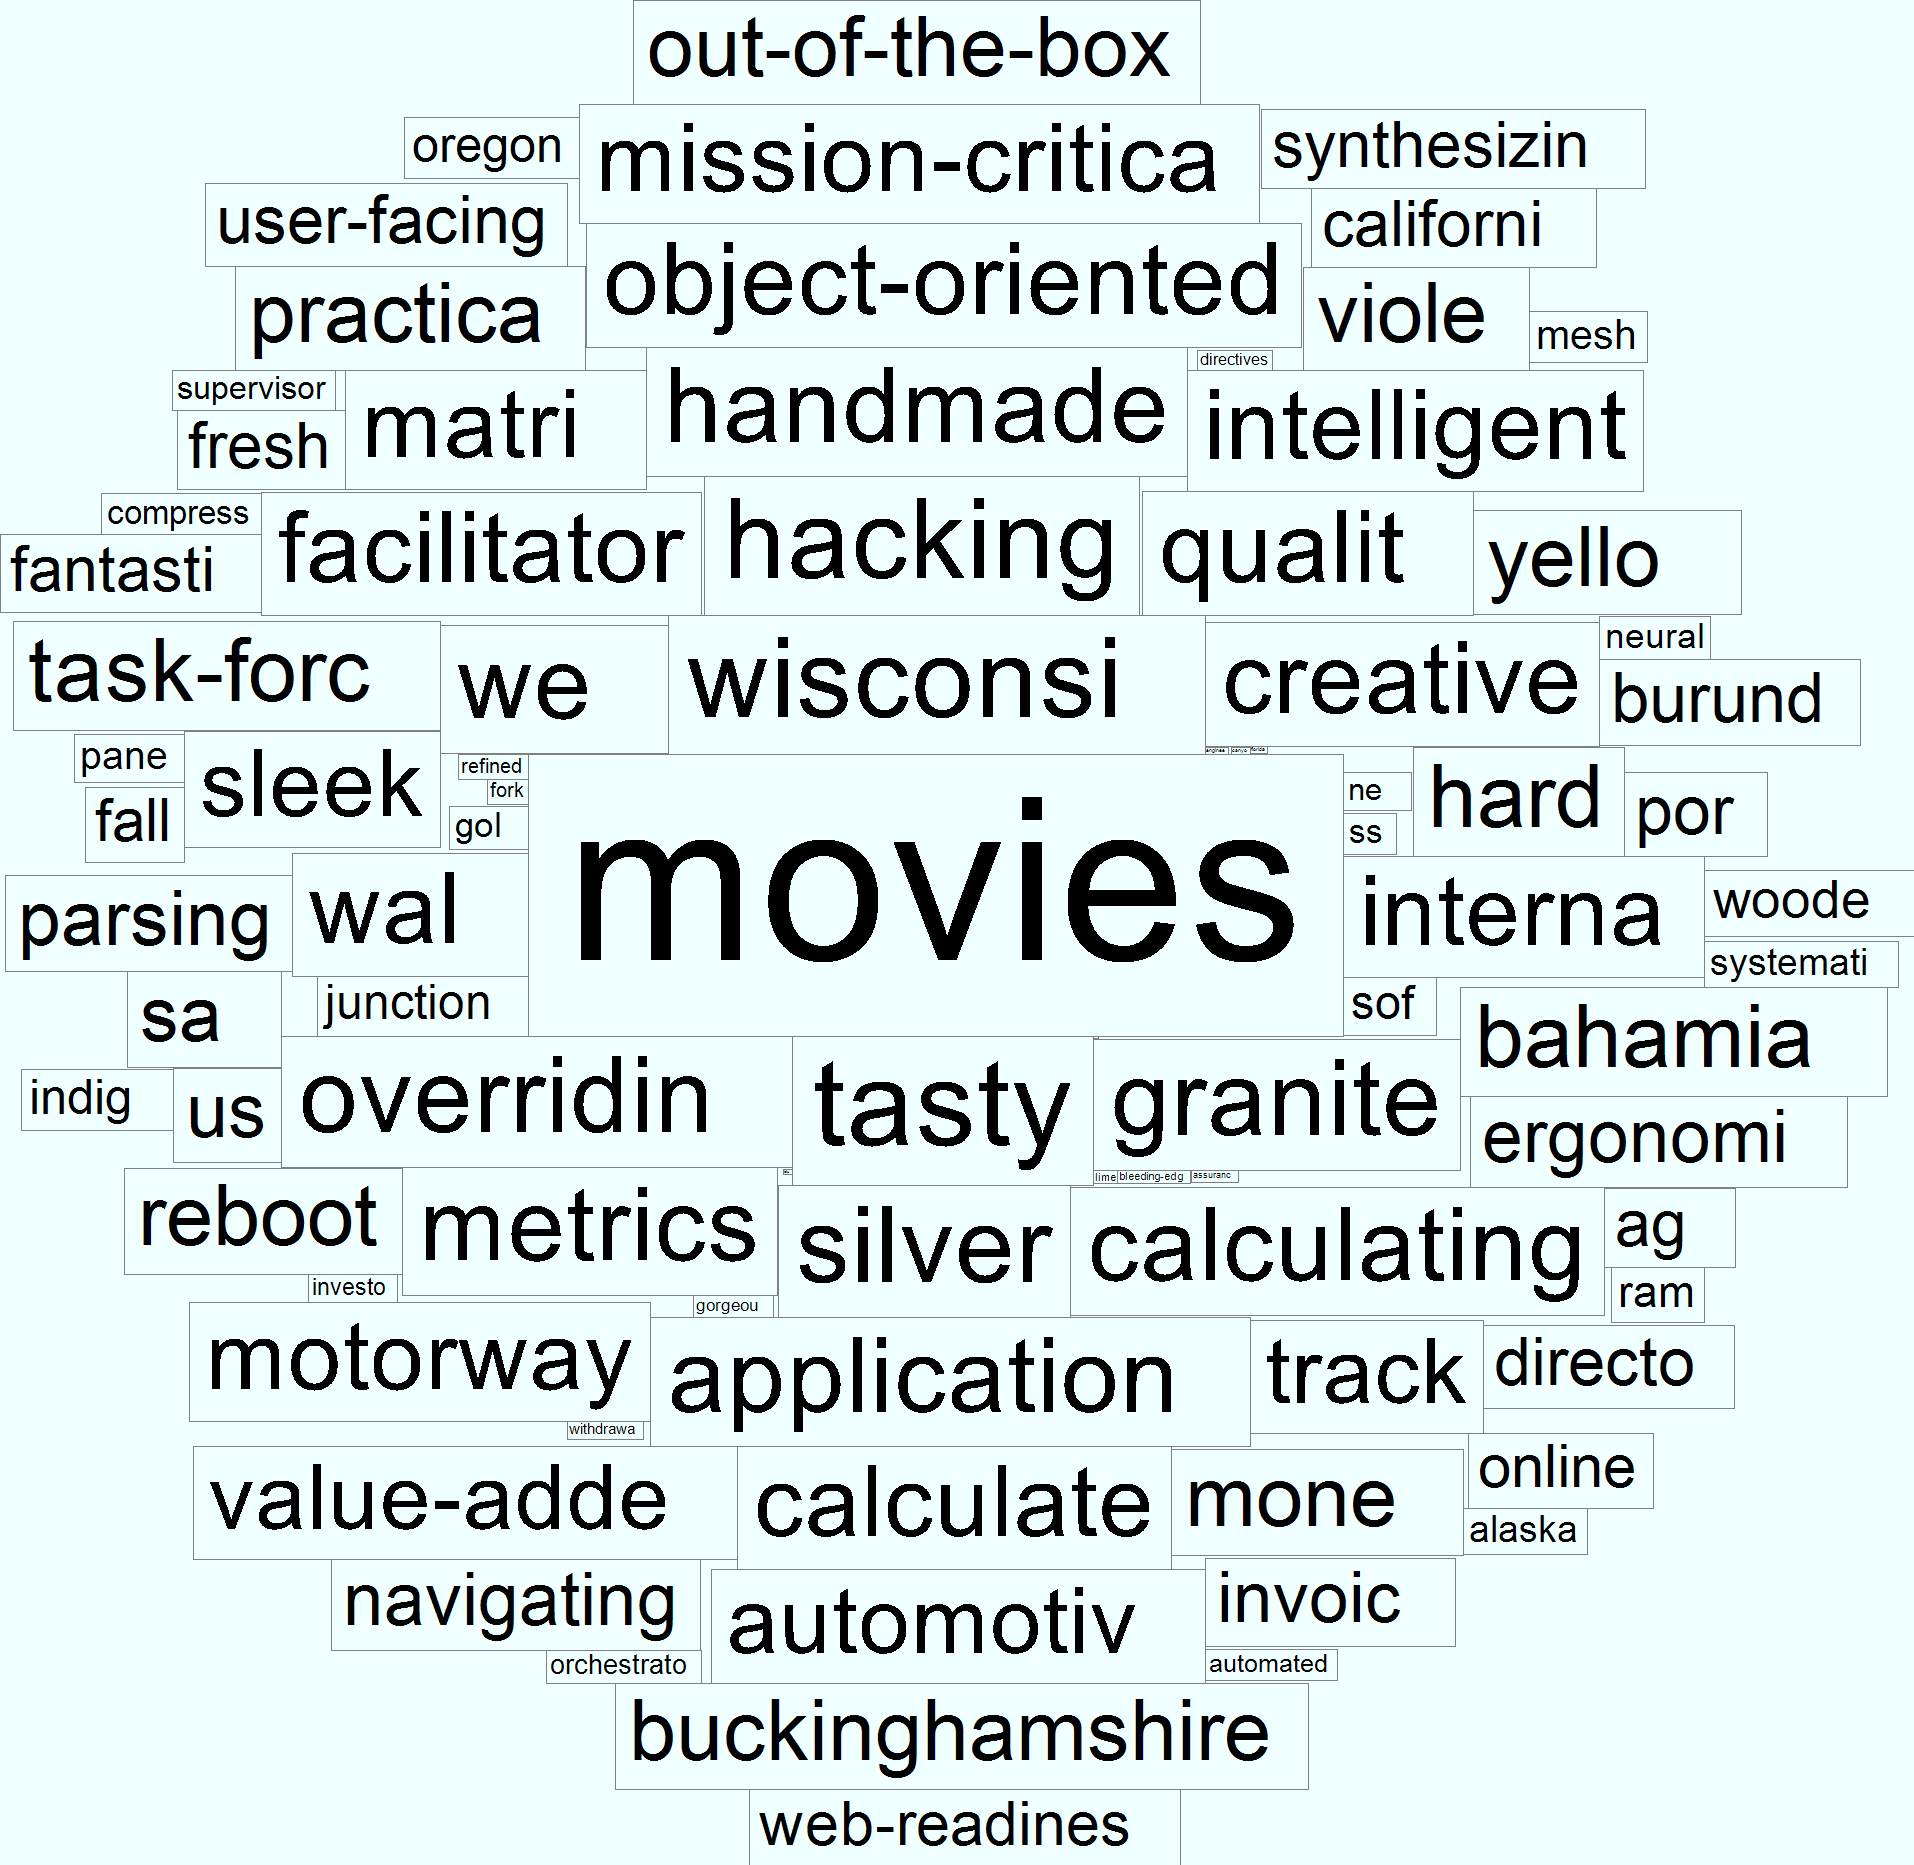 out-of-the-box
oregon
mission-critica
synthesizin
user-facing
californi
object-oriented
practica
viole
mesh
directives
supervisor
matri
handmade
intelligent
fresh
compress
facilitator
hacking
qualit
yello
fantasti
task-forc
we
wisconsi
creative
neural
burund
pane
sleek
refined
fork
gol
fall
movies
ne
ss
hard
por
parsing
wal
interna
woode
systemati
sa
junction
sof
bahamia
indig
us
overridin
tasty
granite
ergonomi
lime
bleeding-edg
assuranc
reboot
metrics
silver
calculating
ag
ram
investo
gorgeou
motorway
application
track
directo
withdrawa
value-adde
calculate
mone
online
alaska
navigating
automotiv
invoic
orchestrato
automated
buckinghamshire
web-readines